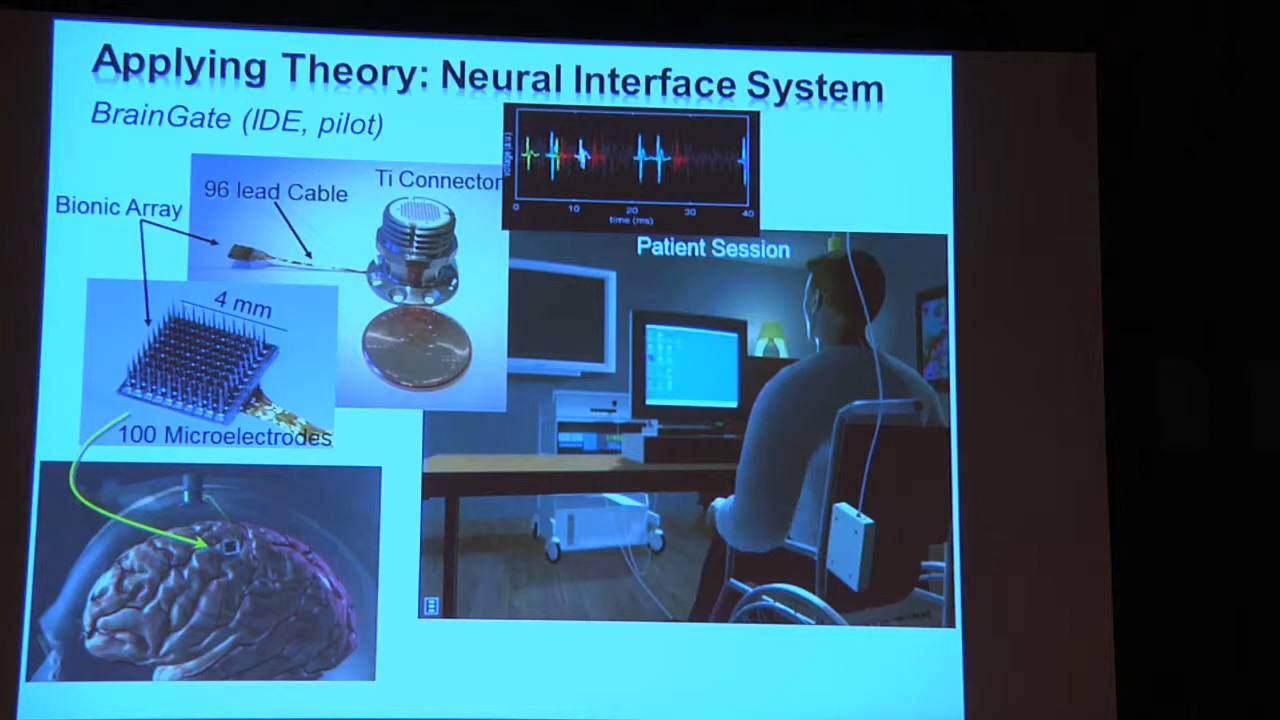 Applying Theory: Neural Interface System
BrainGate (IDE, pilot)
96 lead Cable
Ti Connector
Bionic Array
4 mm
100 Microelectrodes
0 10 20 30 40
time (ms)
Patient Session